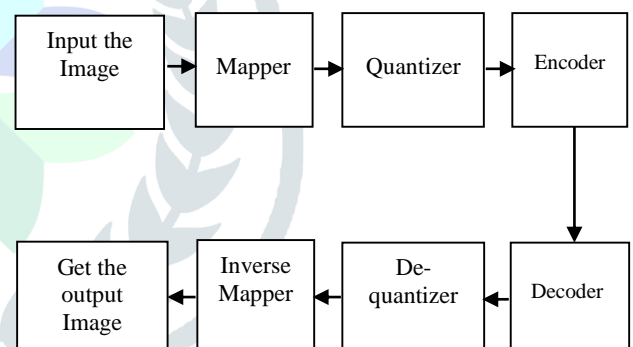 Input the
Image
Mapper
Quantizer
Encoder
Get the
output
Image
Inverse
Mapper
De-
quantizer
Decoder